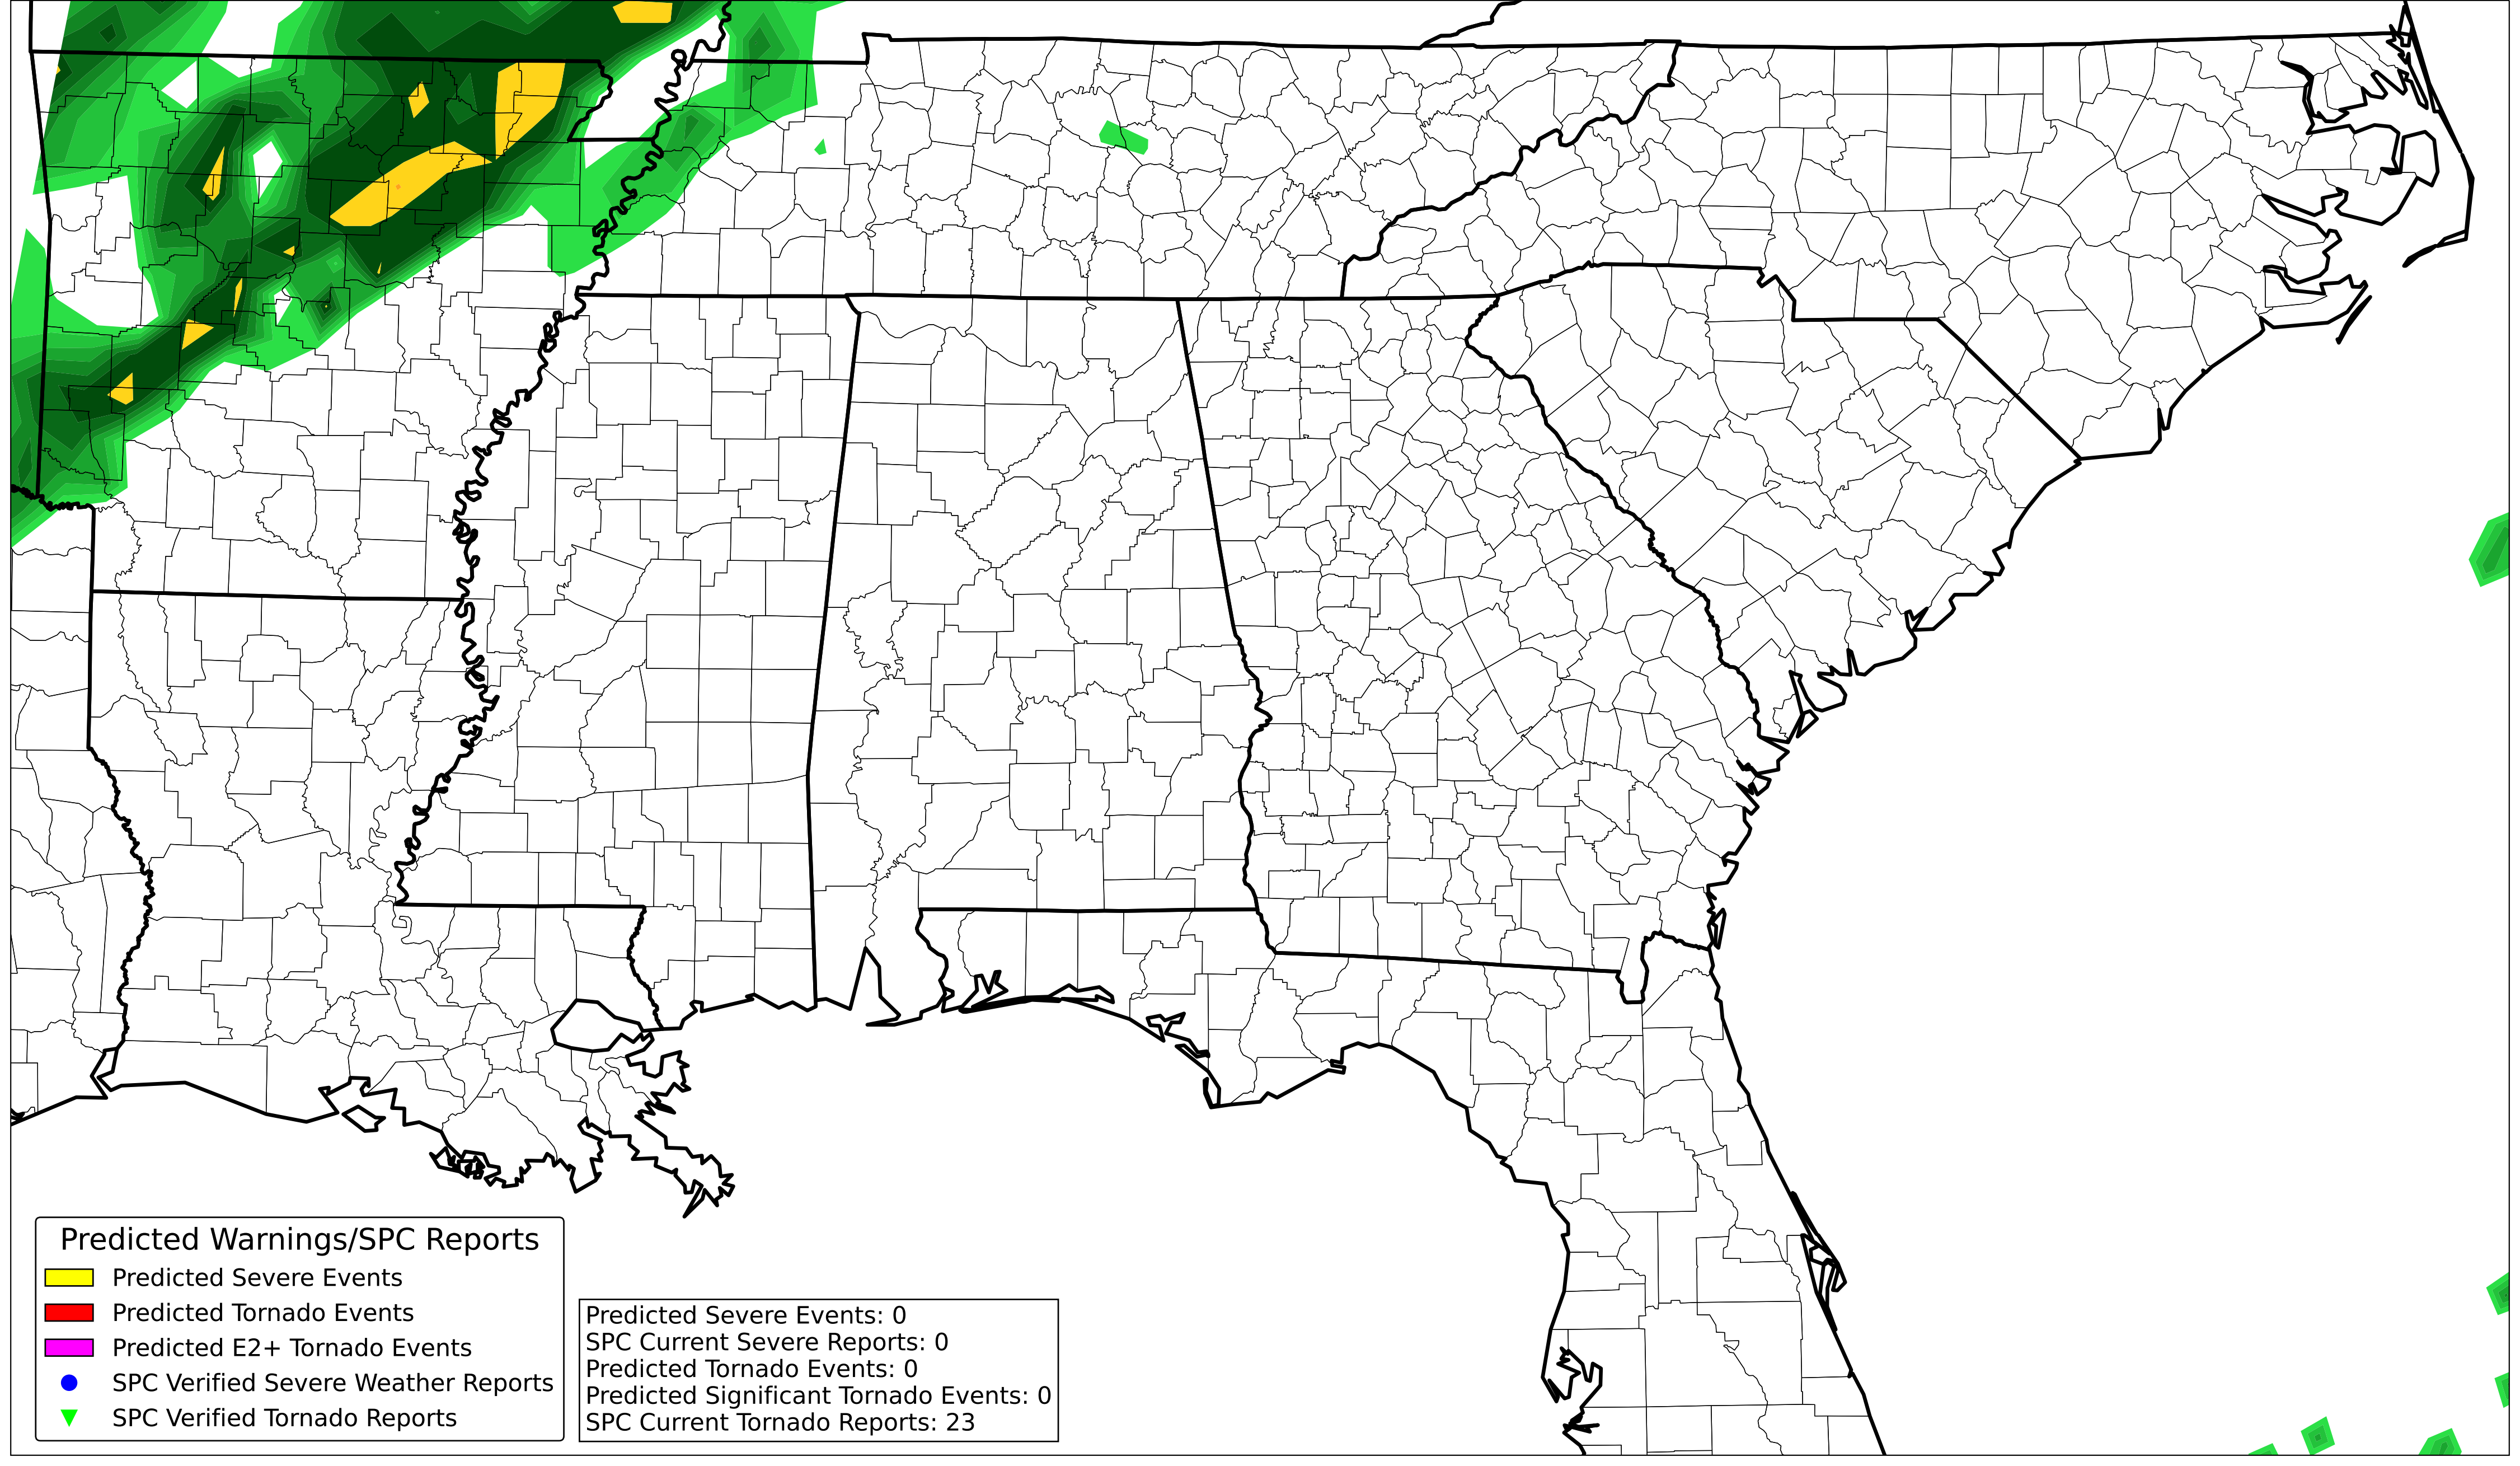 Predicted Warnings/SPC Reports
Predicted Severe Events
Predicted Tornado Events
Predicted E2+ Tornado Events
SPC Verified Severe Weather Reports
SPC Verified Tornado Reports
Predicted Severe Events: 0
SPC Current Severe Reports: 0
Predicted Tornado Events: 0
Predicted Significant Tornado Events: 0
SPC Current Tornado Reports: 23